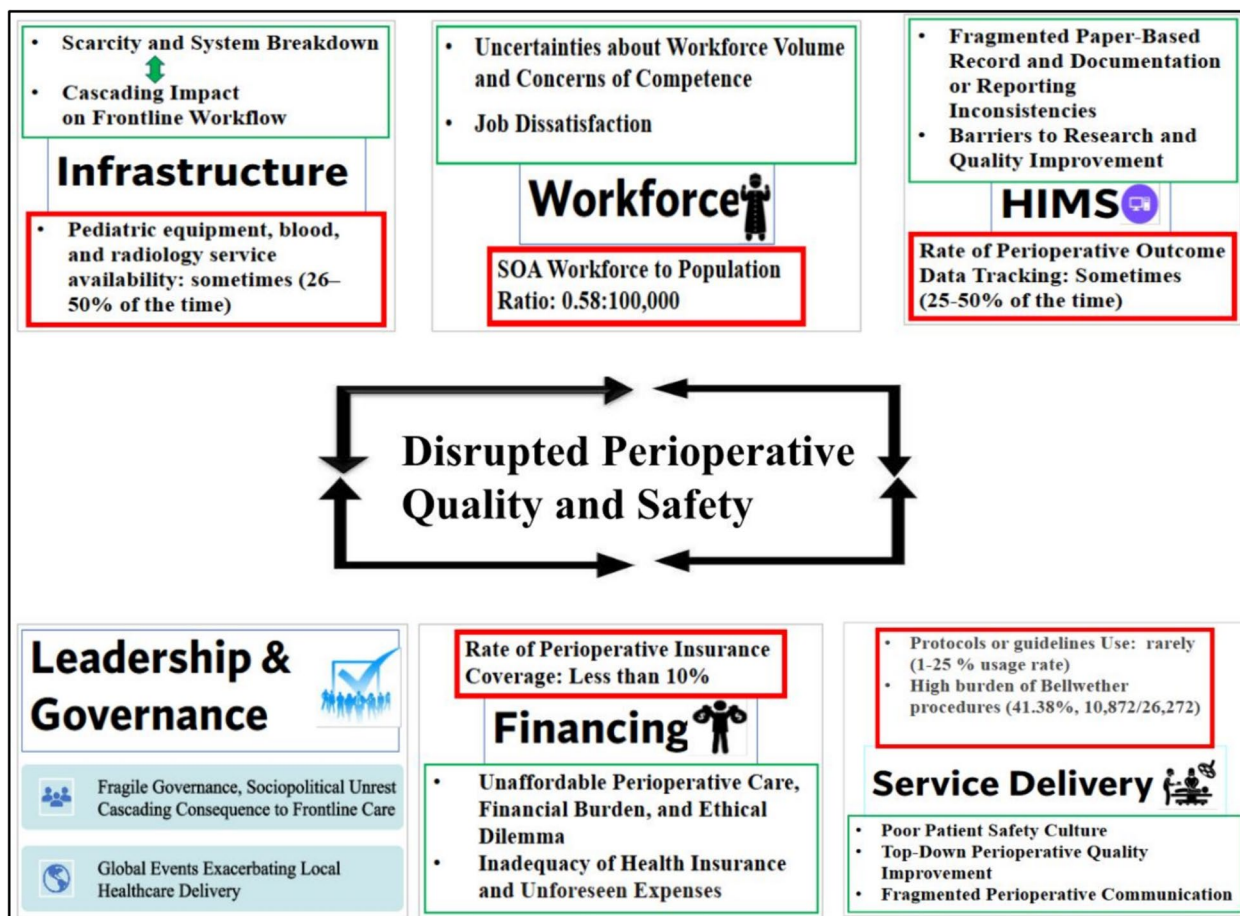 • Scarcity and System Breakdown
• Cascading Impact
on Frontline Workflow
Infrastructure
• Pediatric equipment, blood,
and radiology service
availability: sometimes (26–
50% of the time)
• Uncertainties about Workforce Volume
and Concerns of Competence
• Job Dissatisfaction
Workforce
SOA Workforce to Population
Ratio: 0.58:100,000
• Fragmented Paper-Based
Record and Documentation
or Reporting
Inconsistencies
• Barriers to Research and
Quality Improvement
HIMS
Rate of Perioperative Outcome
Data Tracking: Sometimes
(25-50% of the time)
Disrupted Perioperative
Quality and Safety
Leadership &
Governance
Fragile Governance, Sociopolitical Unrest
Cascading Consequence to Frontline Care
Global Events Exacerbating Local
Healthcare Delivery
Rate of Perioperative Insurance
Coverage: Less than 10%
Financing
• Unaffordable Perioperative Care,
Financial Burden, and Ethical
Dilemma
• Inadequacy of Health Insurance
and Unforeseen Expenses
• Protocols or guidelines Use: rarely
(1-25 % usage rate)
• High burden of Bellwether
procedures (41.38%, 10,872/26,272)
Service Delivery
• Poor Patient Safety Culture
• Top-Down Perioperative Quality
Improvement
• Fragmented Perioperative Communication